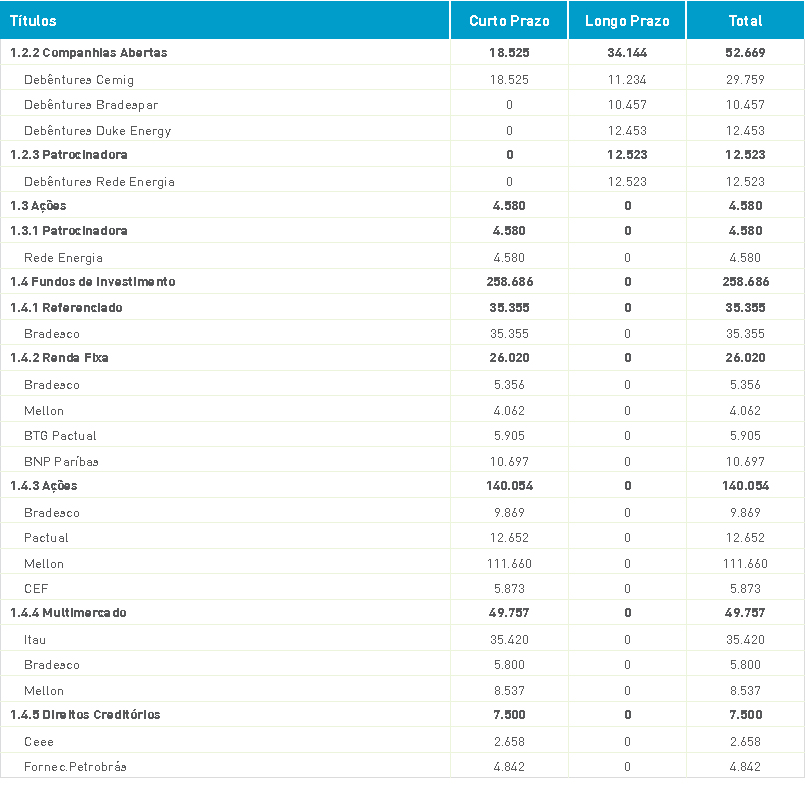 Títulos Curto Prazo Longo Prazo Total
1.2.2 Companhias Abertas 18.525 34.144 52.669
Debêntures Cemig 18.525 11.234 29.759
Debêntures Bradespar 0 10.457 10.457
Debêntures Duke Energy 0 12.453 12.453
1.2.3 Patrocinadora 0 12.523 12.523
Debêntures Rede Energia 0 12.523 12.523
1.3 Ações 4.580 0 4.580
1.3.1 Patrocinadora 4.580 0 4.580
Rede Energia 4.580 0 4.580
1.4 Fundos de Investimento 258.686 0 258.686
1.4.1 Referenciado 35.355 0 35.355
Bradesco 35.355 0 35.355
1.4.2 Renda Fixa 26.020 0 26.020
Bradesco 5.356 0 5.356
Mellon 4.062 0 4.062
BTG Pactual 5.905 0 5.905
BNP Paríbas 10.697 0 10.697
1.4.3 Ações 140.054 0 140.054
Bradesco 9.869 0 9.869
Pactual 12.652 0 12.652
Mellon 111.660 0 111.660
CEF 5.873 0 5.873
1.4.4 Multimercado 49.757 0 49.757
Itau 35.420 0 35.420
Bradesco 5.800 0 5.800
Mellon 8.537 0 8.537
1.4.5 Direitos Creditórios 7.500 0 7.500
Ceee 2.658 0 2.658
Fornec.Petrobrás 4.842 0 4.842